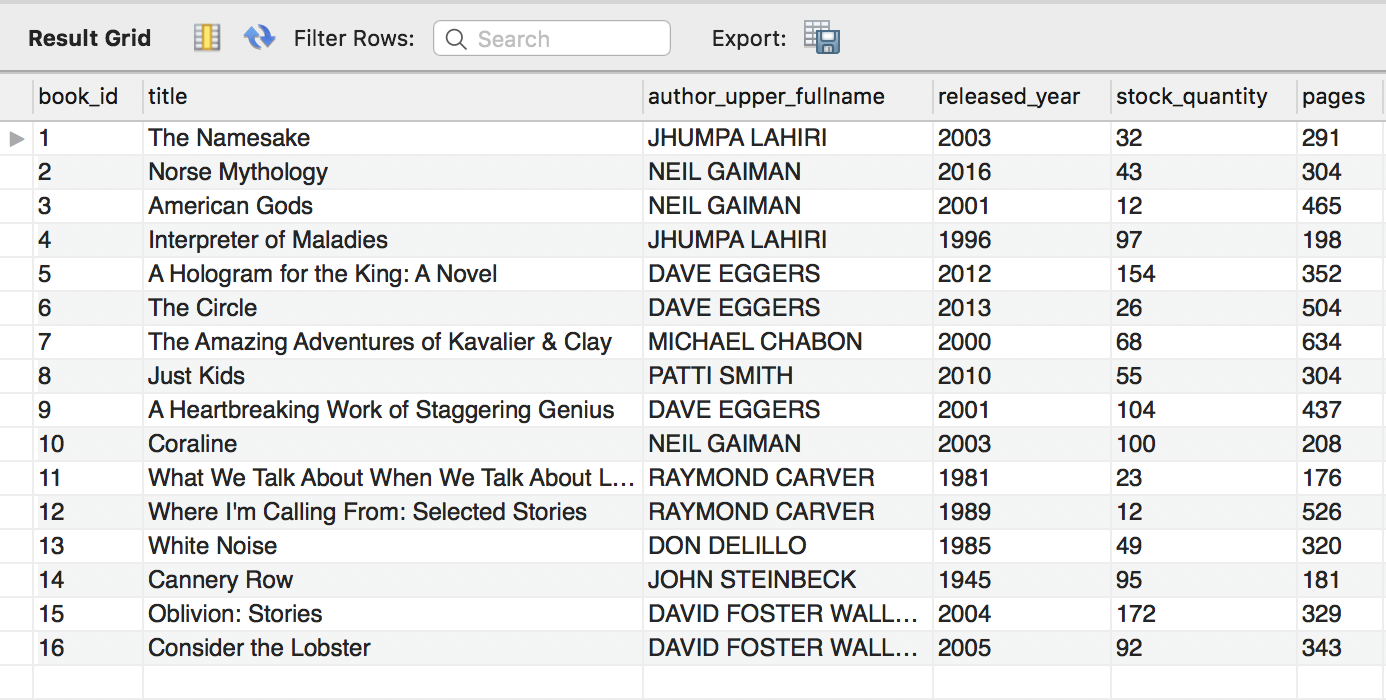 Result Grid Filter Rows: Search Export:
book_id title author_upper_fullname released_year stock_quantity pages
1 The Namesake JHUMPA LAHIRI 2003 32 291
2 Norse Mythology NEIL GAIMAN 2016 43 304
3 American Gods NEIL GAIMAN 2001 12 465
4 Interpreter of Maladies JHUMPA LAHIRI 1996 97 198
5 A Hologram for the King: A Novel DAVE EGGERS 2012 154 352
6 The Circle DAVE EGGERS 2013 26 504
7 The Amazing Adventures of Kavalier & Clay MICHAEL CHABON 2000 68 634
8 Just Kids PATTI SMITH 2010 55 304
9 A Heartbreaking Work of Staggering Genius DAVE EGGERS 2001 104 437
10 Coraline NEIL GAIMAN 2003 100 208
11 What We Talk About When We Talk About L... RAYMOND CARVER 1981 23 176
12 Where I'm Calling From: Selected Stories RAYMOND CARVER 1989 12 526
13 White Noise DON DELILLO 1985 49 320
14 Cannery Row JOHN STEINBECK 1945 95 181
15 Oblivion: Stories DAVID FOSTER WALL... 2004 172 329
16 Consider the Lobster DAVID FOSTER WALL... 2005 92 343